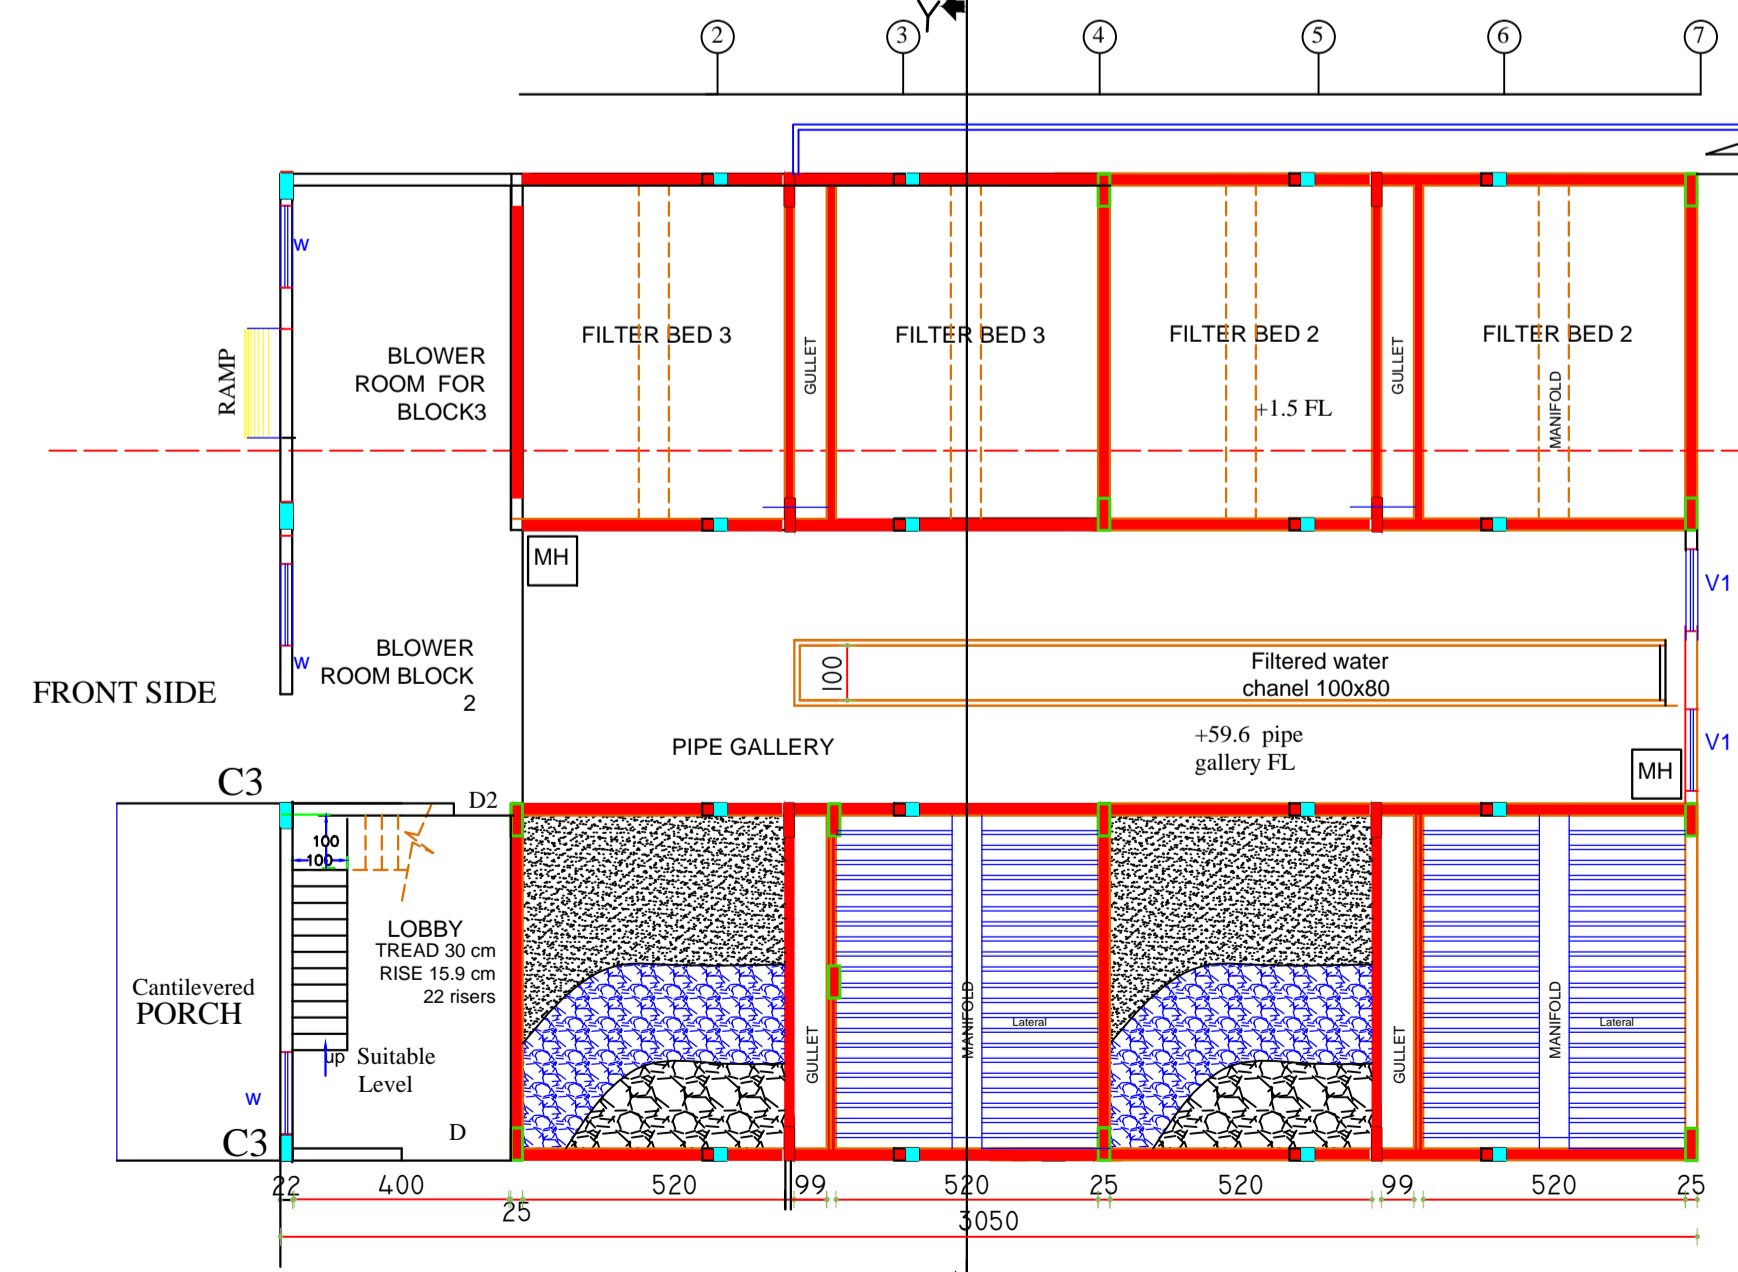 Y
2 3 4 5 6 7
w
RAMP
BLOWER
ROOM FOR
BLOCK3
FILTER BED 3
GULLET
FILTER BED 3
FILTER BED 2
+1.5 FL
GULLET
FILTER BED 2
MANIFOLD
MH
V1
BLOWER
ROOM BLOCK
2
w
FRONT SIDE
100
Filtered water
chanel 100x80
PIPE GALLERY
+59.6 pipe
gallery FL
V1
MH
C3
D2
100
100
LOBBY
TREAD 30 cm
RISE 15.9 cm
22 risers
Cantilevered
PORCH
up Suitable
Level
w
D
C3
GULLET
MANIFOLD
Lateral
GULLET
MANIFOLD
Lateral
22 400 25 520 99 520 25 520 99 520 25
3050